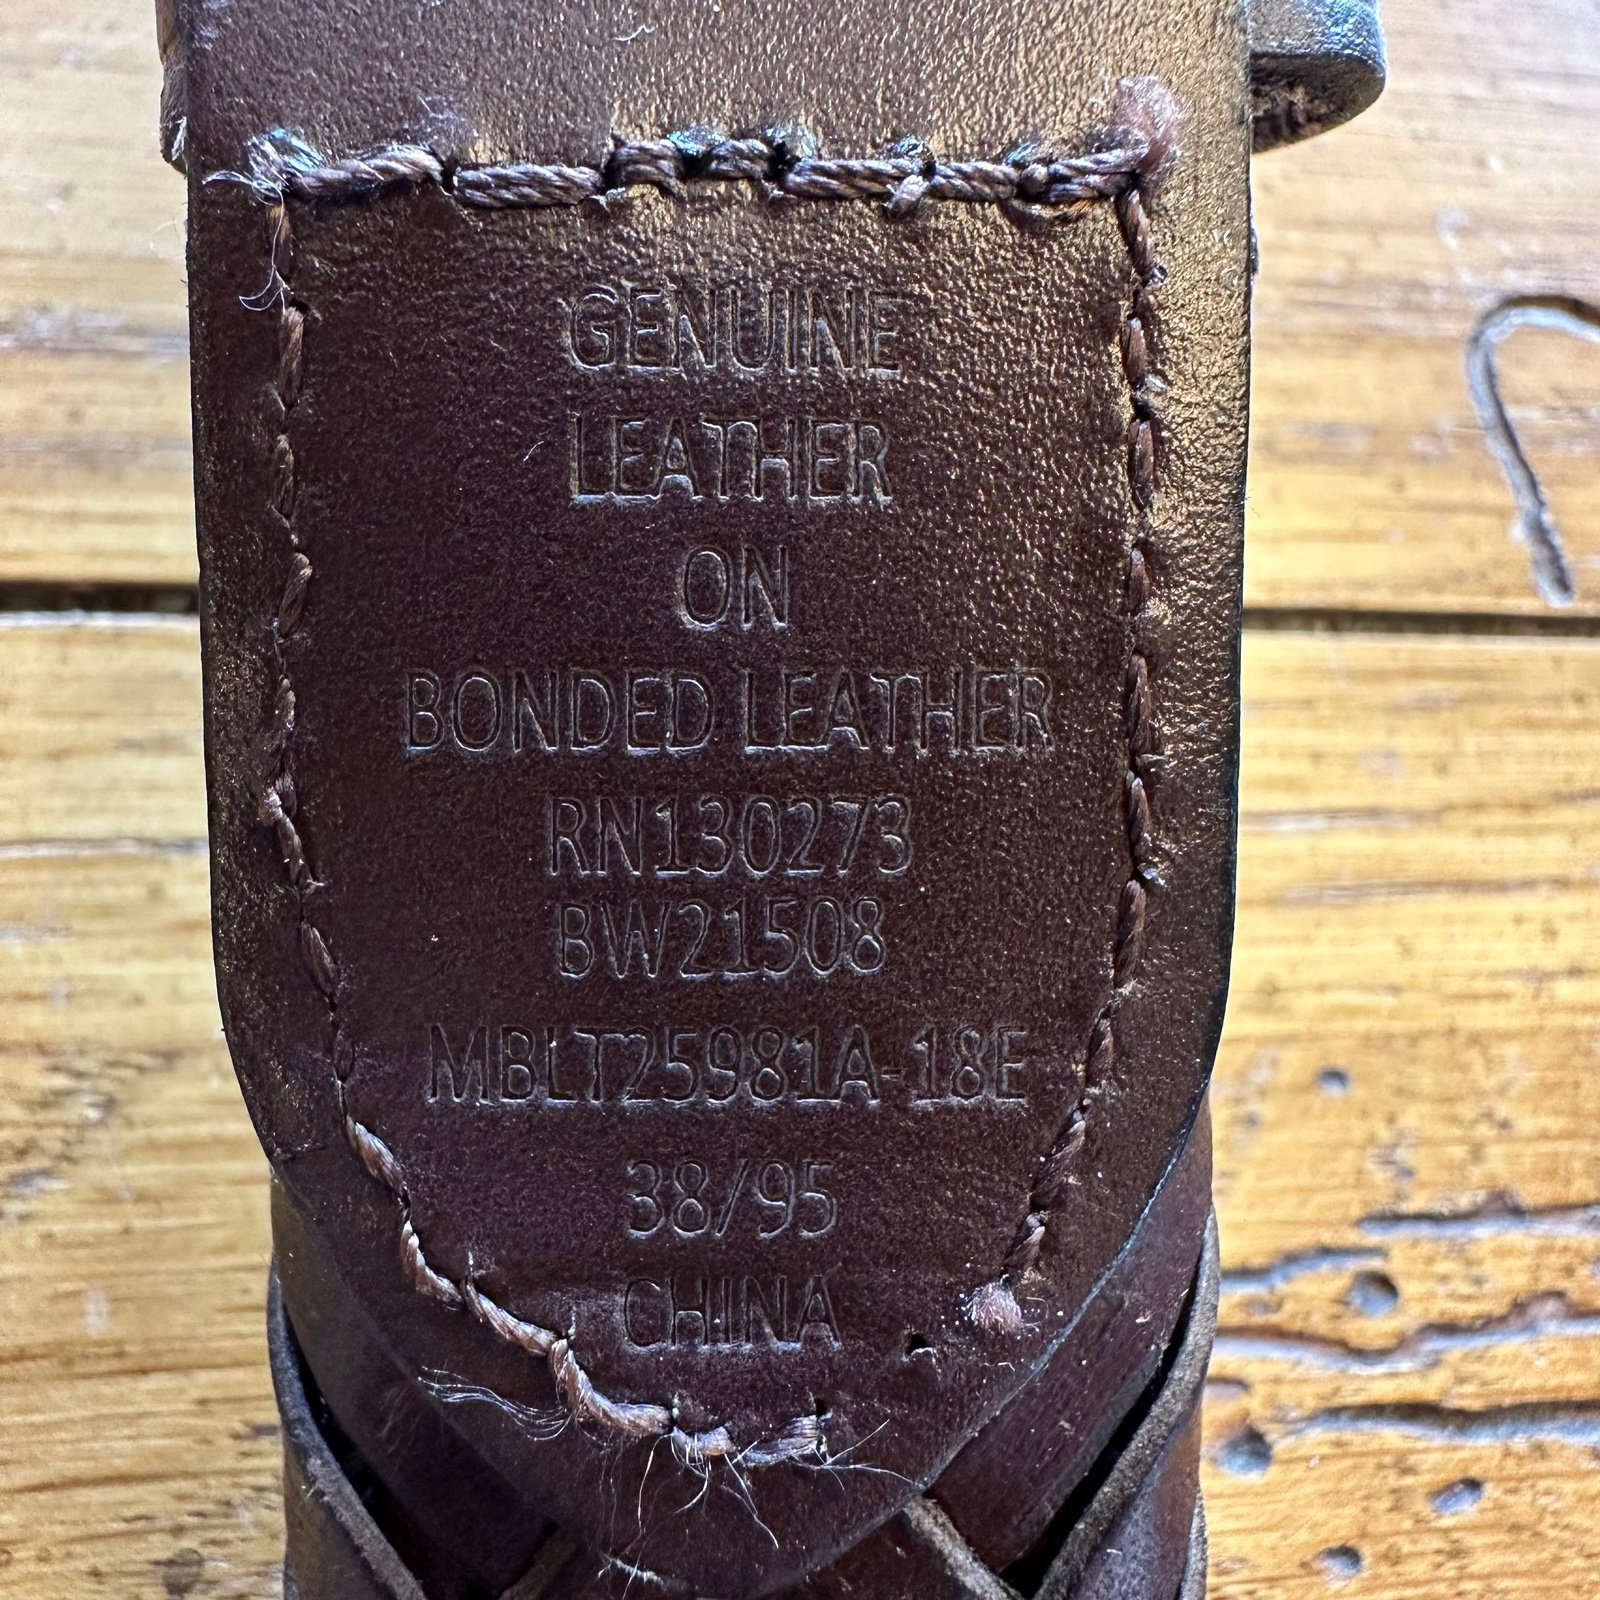 GENUINE
LEATHER
ON
BONDED LEATHER
RN130273
BW21508
MBLT25981A-18E
38/95
CHINA